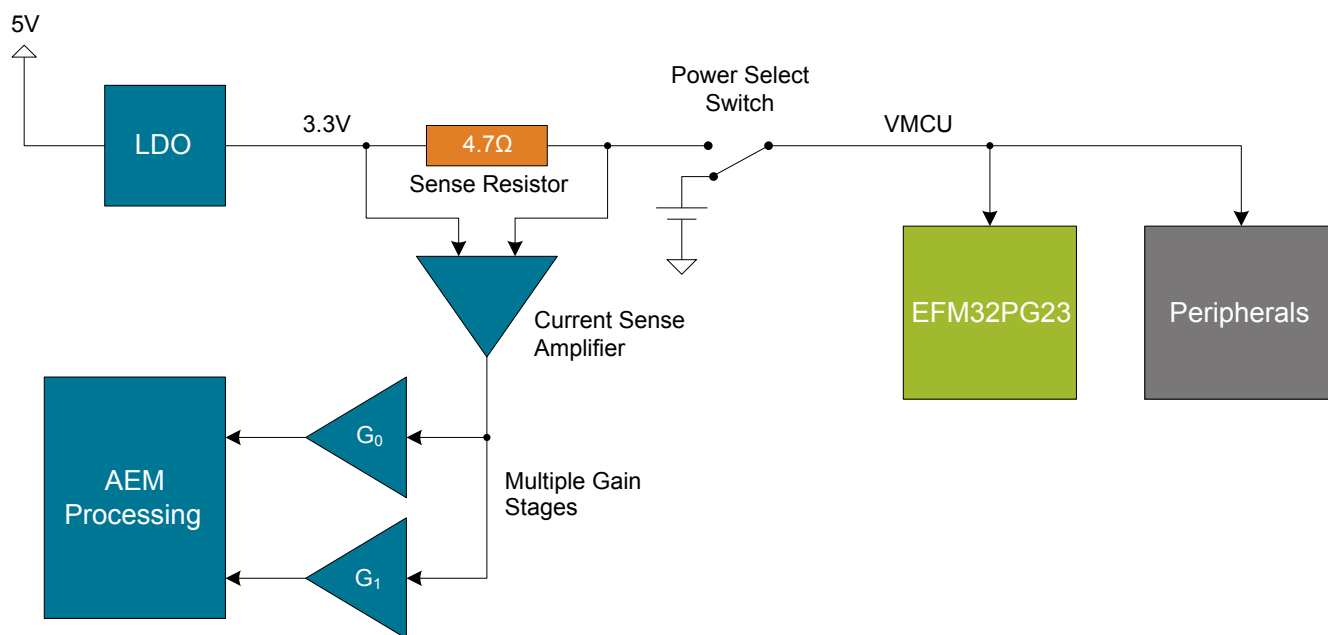 5V
LDO
3.3V
4.7Ω
Sense Resistor
Power Select
Switch
VMCU
EFM32PG23
Peripherals
Current Sense
Amplifier
AEM
Processing
G₀
G₁
Multiple Gain
Stages